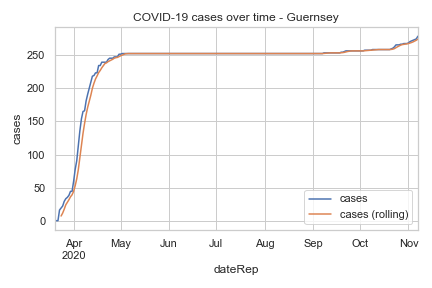 COVID-19 cases over time - Guernsey
cases
250
200
150
100
50
0
Apr
2020
May
Jun
Jul
Aug
Sep
Oct
Nov
dateRep
cases
cases (rolling)